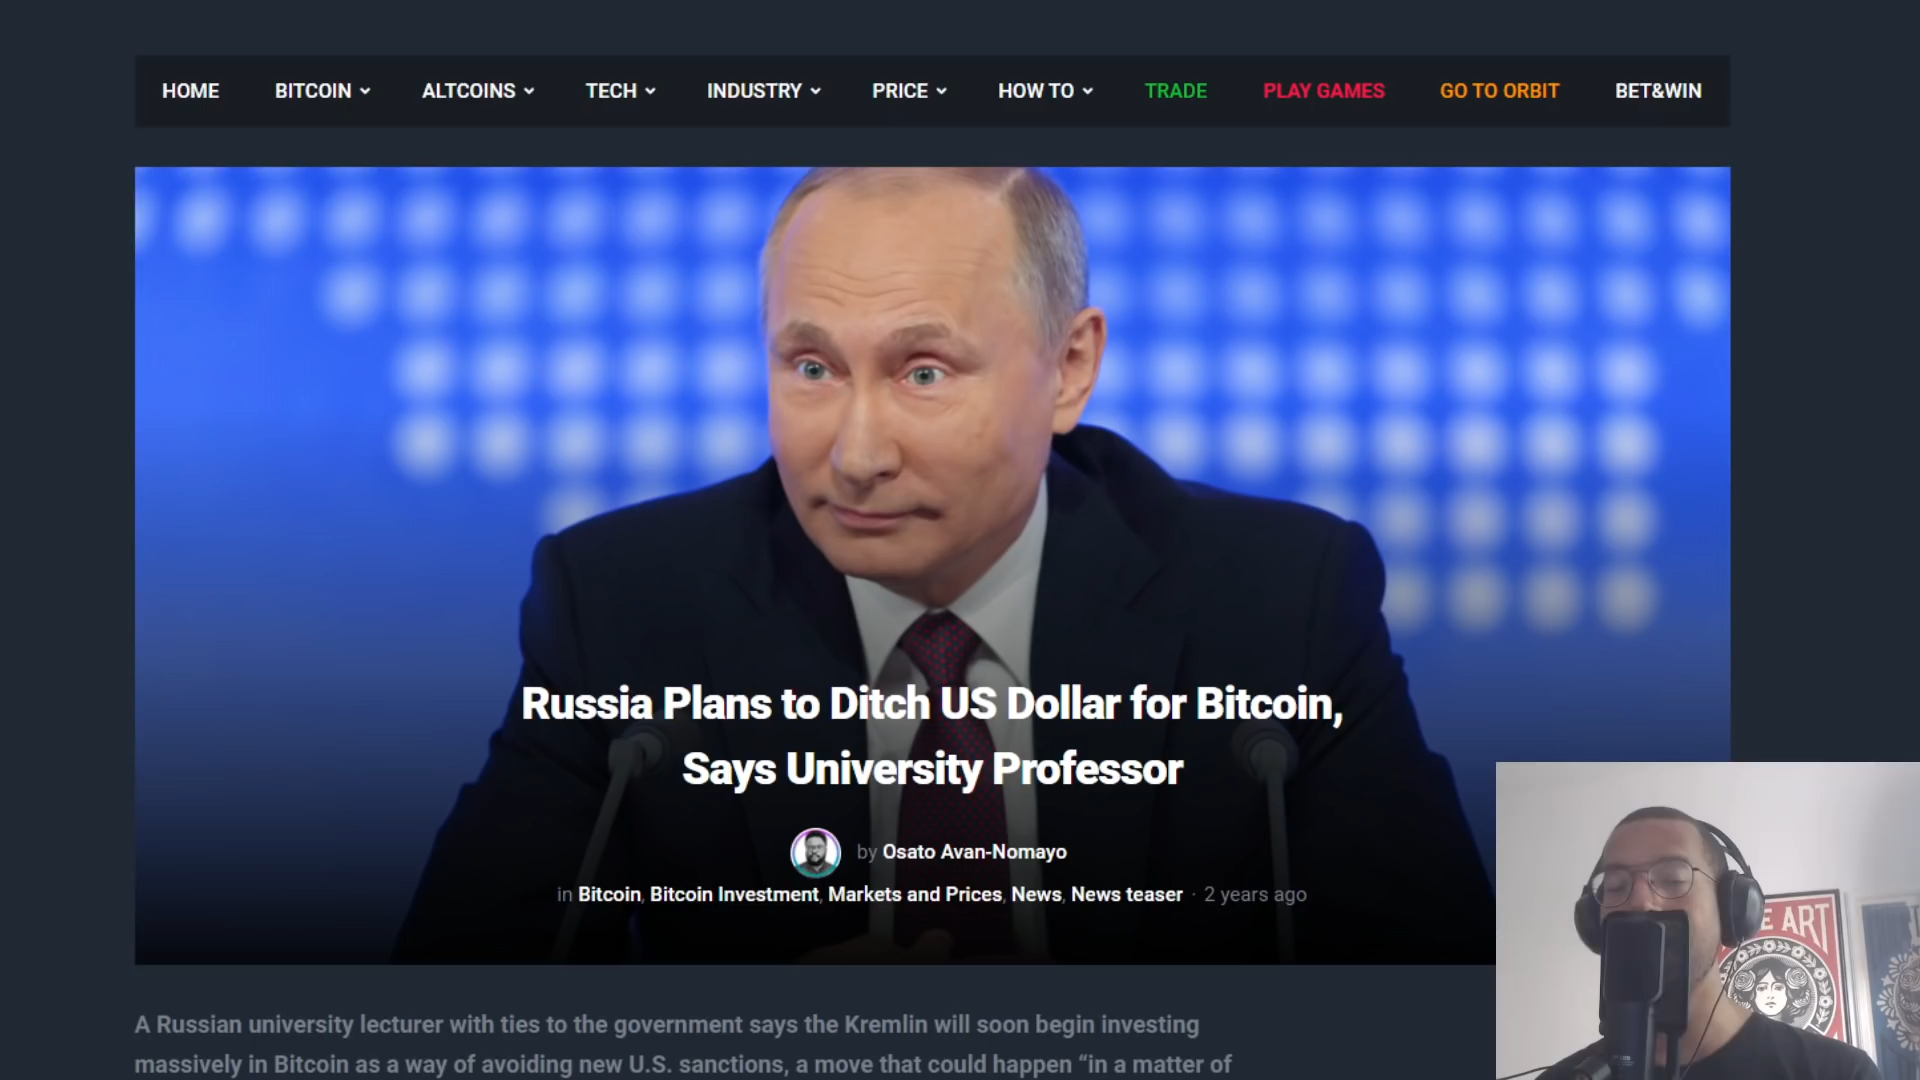 HOME BITCOIN ALTCOINS TECH INDUSTRY PRICE HOW TO TRADE PLAY GAMES GO TO ORBIT BET&WIN
Russia Plans to Ditch US Dollar for Bitcoin,
Says University Professor
by Osato Avan-Nomayo
in Bitcoin, Bitcoin Investment, Markets and Prices, News, News teaser · 2 years ago
A Russian university lecturer with ties to the government says the Kremlin will soon begin investing
massively in Bitcoin as a way of avoiding new U.S. sanctions, a move that could happen “in a matter of
ART